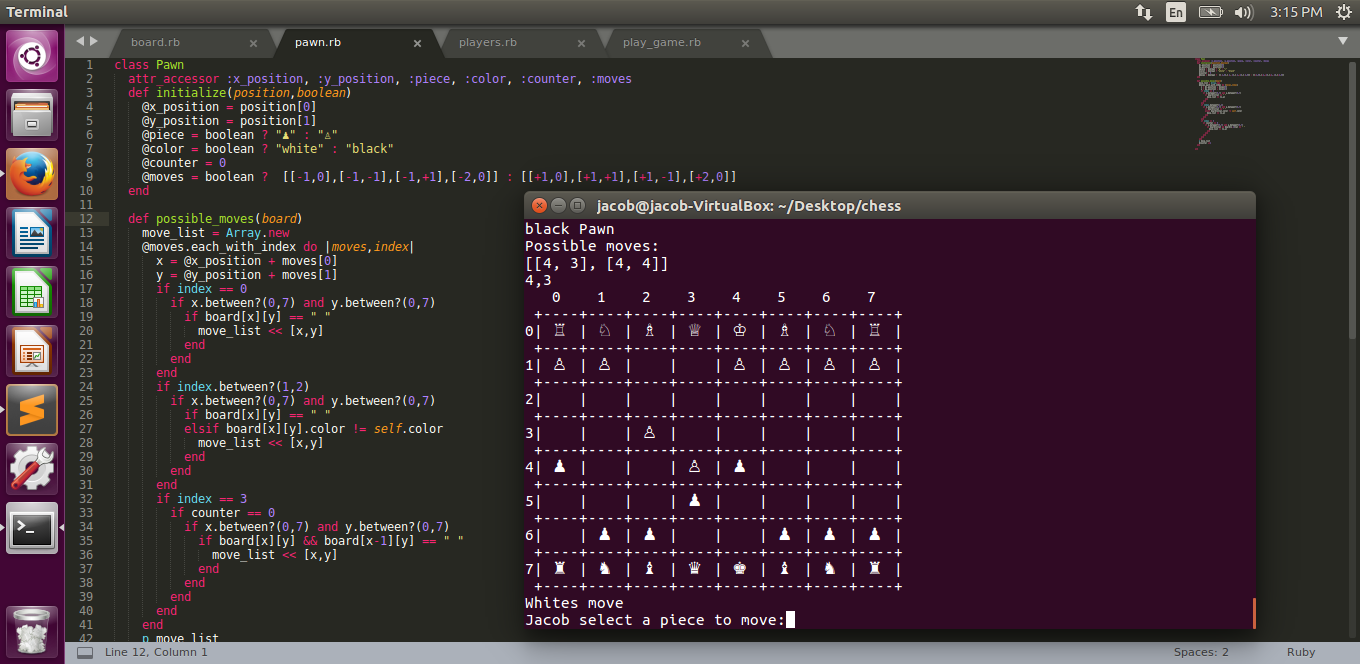 Terminal
En
3:15 PM
board.rb × pawn.rb × players.rb × play_game.rb ×
1 class Pawn
2 attr_accessor :x_position, :y_position, :piece, :color, :counter, :moves
3 def initialize(position,boolean)
4 @x_position = position[0]
5 @y_position = position[1]
6 @piece = boolean ? "♟" : "♙"
7 @color = boolean ? "white" : "black"
8 @counter = 0
9 @moves = boolean ?  [[-1,0],[-1,-1],[-1,+1],[-2,0]] : [[+1,0],[+1,+1],[+1,-1],[+2,0]]
10 end
11
12 def possible_moves(board)
13 move_list = Array.new
14 @moves.each_with_index do |moves,index|
15 x = @x_position + moves[0]
16 y = @y_position + moves[1]
17 if index == 0
18 if x.between?(0,7) and y.between?(0,7)
19 if board[x][y] == " "
20 move_list << [x,y]
21 end
22 end
23 end
24 if index.between?(1,2)
25 if x.between?(0,7) and y.between?(0,7)
26 if board[x][y] == " "
27 elsif board[x][y].color != self.color
28 move_list << [x,y]
29 end
30 end
31 end
32 if index == 3
33 if counter == 0
34 if x.between?(0,7) and y.between?(0,7)
35 if board[x][y] && board[x-1][y] == " "
36 move_list << [x,y]
37 end
38 end
39 end
40 end
41 end
42 p move_list
jacob@jacob-VirtualBox: ~/Desktop/chess
black Pawn
Possible moves:
[[4, 3], [4, 4]]
4,3
0 1 2 3 4 5 6 7
+----+----+----+----+----+----+----+----+
0| ♖ | ♘ | ♗ | ♕ | ♔ | ♗ | ♘ | ♖ |
+----+----+----+----+----+----+----+----+
1| ♙ | ♙ |    |    | ♙ | ♙ | ♙ | ♙ |
+----+----+----+----+----+----+----+----+
2|    |    |    |    |    |    |    |    |
+----+----+----+----+----+----+----+----+
3|    |    | ♙ |    |    |    |    |    |
+----+----+----+----+----+----+----+----+
4| ♟ |    |    | ♙ | ♟ |    |    |    |
+----+----+----+----+----+----+----+----+
5|    |    |    | ♟ |    |    |    |    |
+----+----+----+----+----+----+----+----+
6|    | ♟ | ♟ |    |    | ♟ | ♟ | ♟ |
+----+----+----+----+----+----+----+----+
7| ♜ | ♞ | ♝ | ♛ | ♚ | ♝ | ♞ | ♜ |
+----+----+----+----+----+----+----+----+
Whites move
Jacob select a piece to move:
Line 12, Column 1
Spaces: 2
Ruby